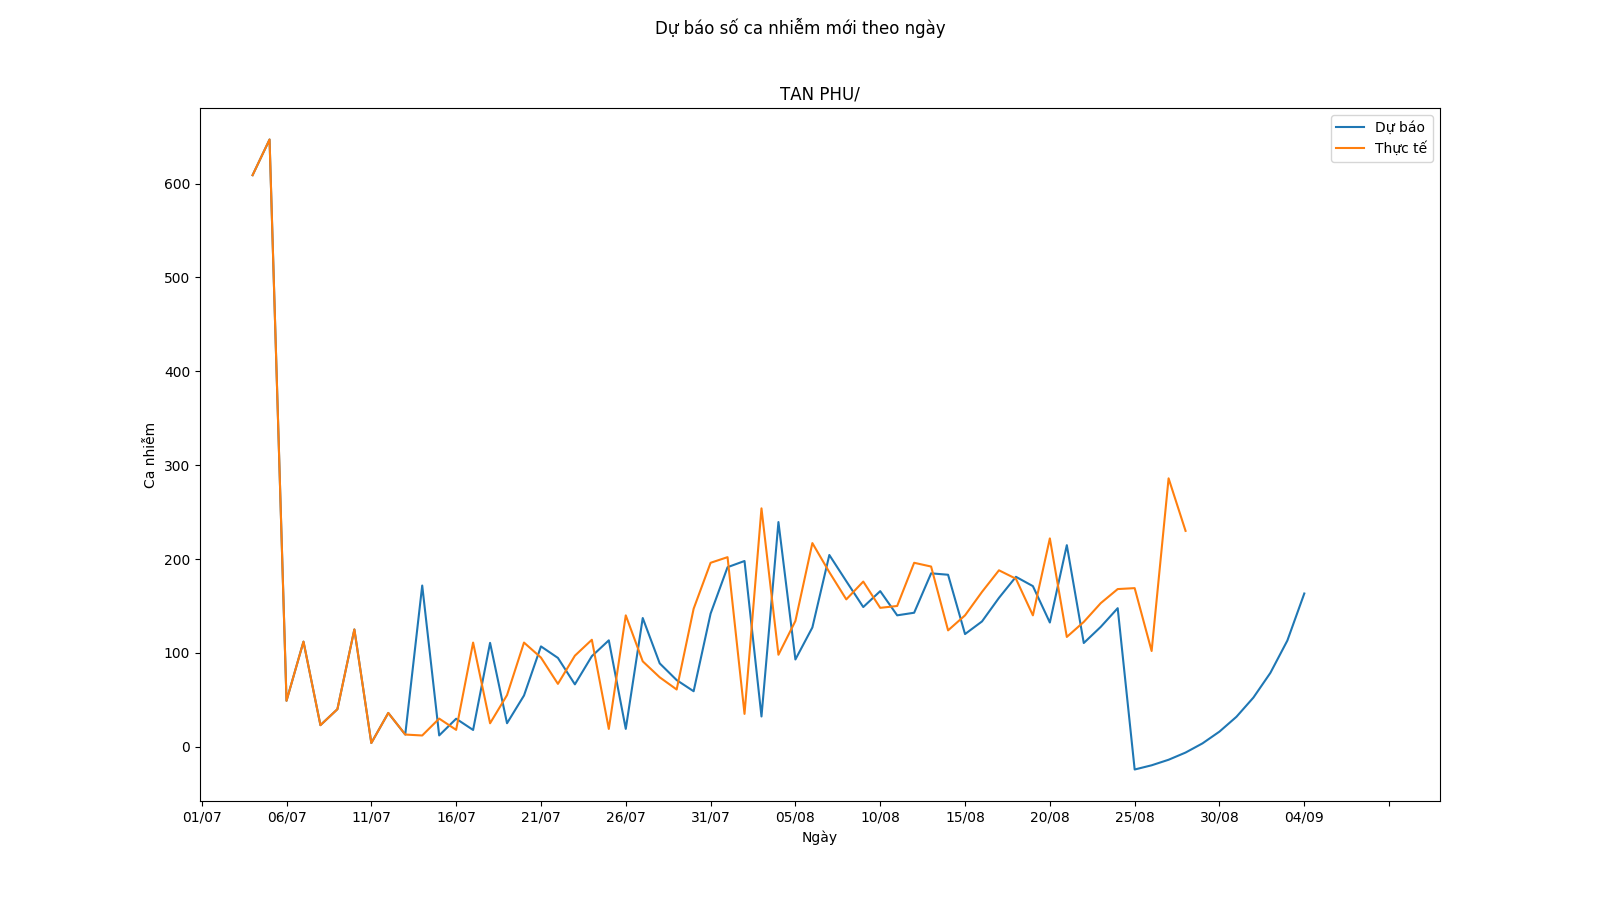 Dự báo số ca nhiễm mới theo ngày
TAN PHU/
Dự báo
Thực tế
600
500
400
300
200
100
0
Ca nhiễm
01/07 06/07 11/07 16/07 21/07 26/07 31/07 05/08 10/08 15/08 20/08 25/08 30/08 04/09
Ngày